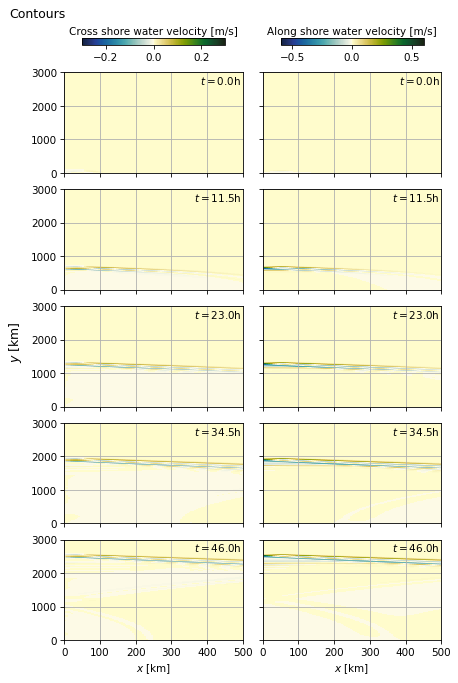 Contours
Cross shore water velocity [m/s] Along shore water velocity [m/s]
−0.2 0.0 0.2 −0.5 0.0 0.5
3000 t = 0.0h t = 0.0h
2000
1000
0
3000 t = 11.5h t = 11.5h
2000
1000
0
3000 t = 23.0h t = 23.0h
2000
y [km]
1000
0
3000 t = 34.5h t = 34.5h
2000
1000
0
3000 t = 46.0h t = 46.0h
2000
1000
0
0 100 200 300 400 500 0 100 200 300 400 500
x [km] x [km]